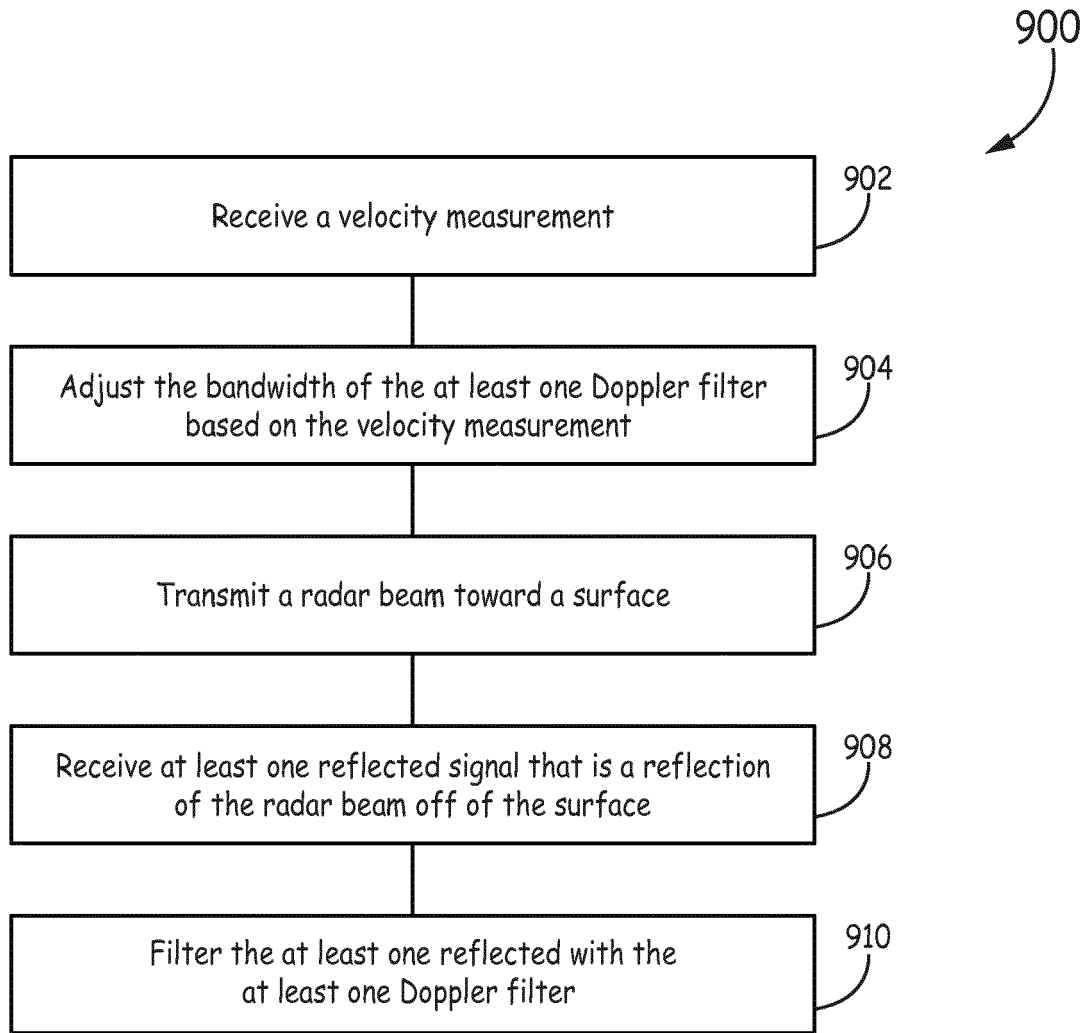 900
902
Receive a velocity measurement
904
Adjust the bandwidth of the at least one Doppler filter
based on the velocity measurement
906
Transmit a radar beam toward a surface
908
Receive at least one reflected signal that is a reflection
of the radar beam off of the surface
910
Filter the at least one reflected with the
at least one Doppler filter